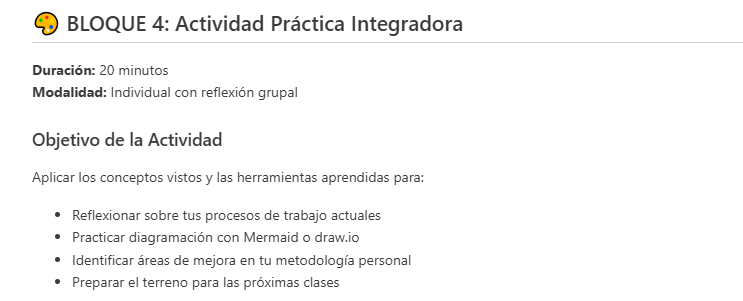 🎨 BLOQUE 4: Actividad Práctica Integradora
Duración: 20 minutos
Modalidad: Individual con reflexión grupal
Objetivo de la Actividad
Aplicar los conceptos vistos y las herramientas aprendidas para:
• Reflexionar sobre tus procesos de trabajo actuales
• Practicar diagramación con Mermaid o draw.io
• Identificar áreas de mejora en tu metodología personal
• Preparar el terreno para las próximas clases